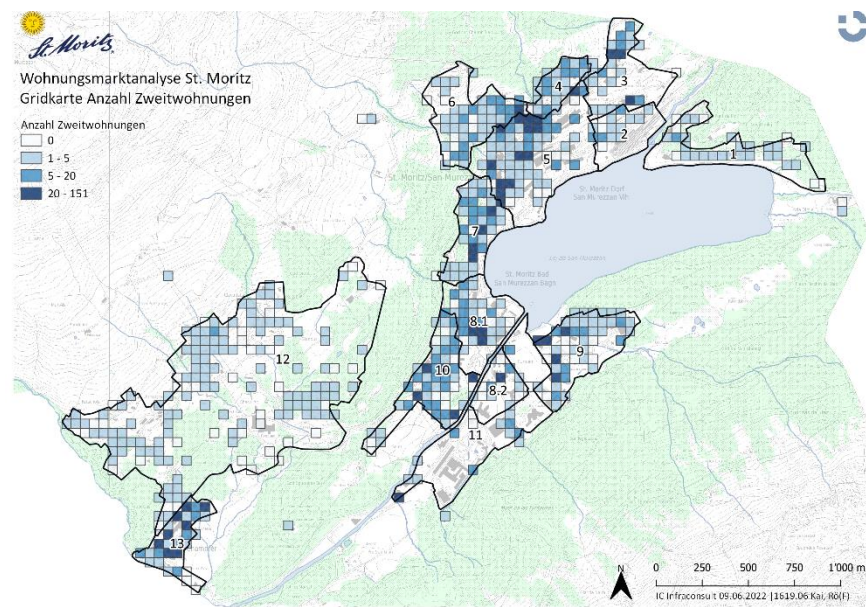 St. Moritz
Wohnungsmarktanalyse St. Moritz
Gridkarte Anzahl Zweitwohnungen
Anzahl Zweitwohnungen
0
1 - 5
5 - 20
20 - 151
6
4
3
2
5
1
St. Moritz/San Murezzan
St. Moritz Dorf
San Murezzan Vih
7
St. Moritz Bad
San Murezzan Bagn
8.1
9
12
10
8.2
11
13
N
0 250 500 750 1'000 m
IC Infraconsult 09.06.2022 |1619.06 Kai, Rö(F)